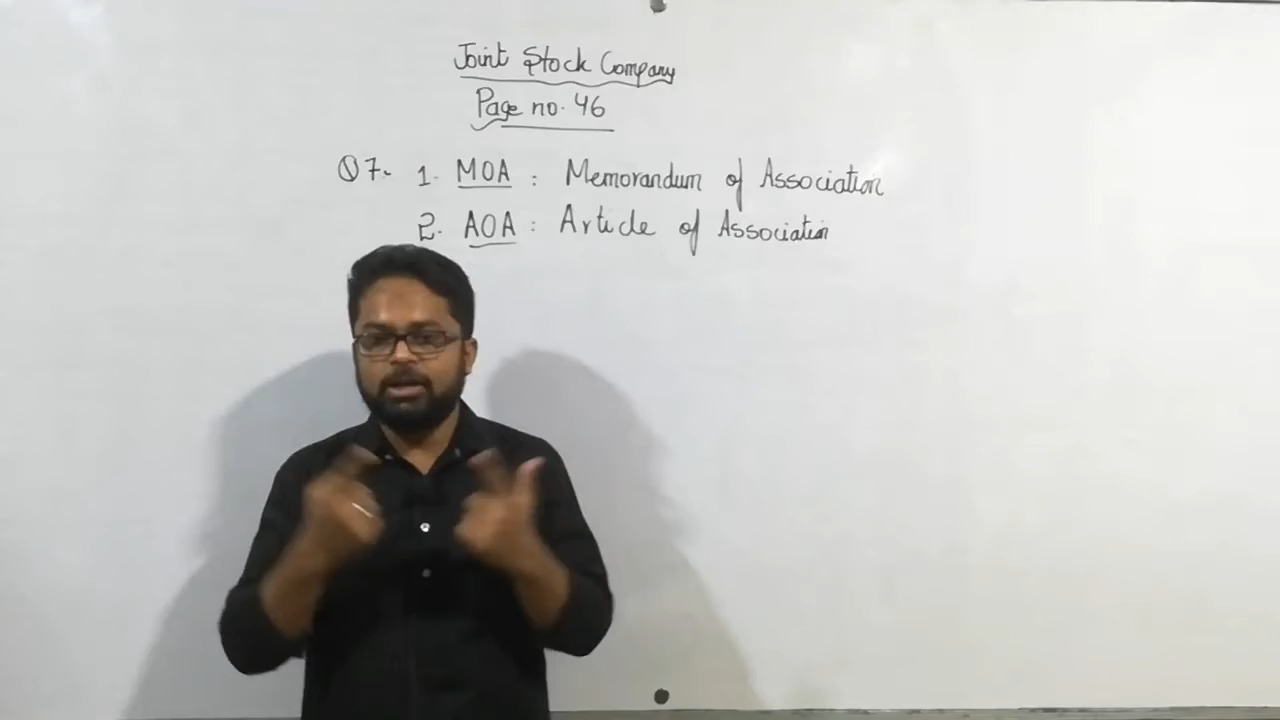 Joint Stock Company
Page no. 46
Q7. 1. MOA : Memorandum of Association
2. AOA : Article of Association